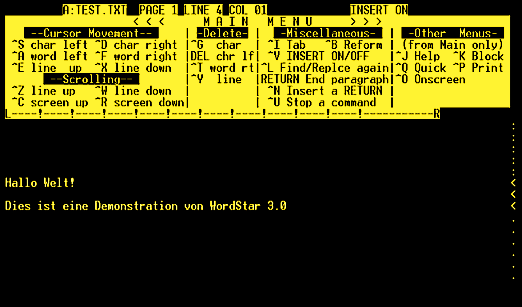 A:TEST.TXT PAGE 1 LINE 4 COL 01 INSERT ON
< < < M A I N M E N U > > >
--Cursor Movement-- | -Delete- | -Miscellaneous- | -Other Menus-
^S char left ^D char right |^G char | ^I Tab ^B Reform | (from Main only)
^A word left ^F word right |DEL chr lf| ^V INSERT ON/OFF |^J Help ^K Block
^E line up ^X line down |^T word rt|^L Find/Replce again|^Q Quick ^P Print
--Scrolling-- |^Y line |RETURN End paragraph|^O Onscreen
^Z line up ^W line down | | ^N Insert a RETURN |
^C screen up ^R screen down| | ^U Stop a command |
L----!----!----!----!----!----!----!----!----!----!----!-----------R
Hallo Welt! <
<
Dies ist eine Demonstration von WordStar 3.0 <